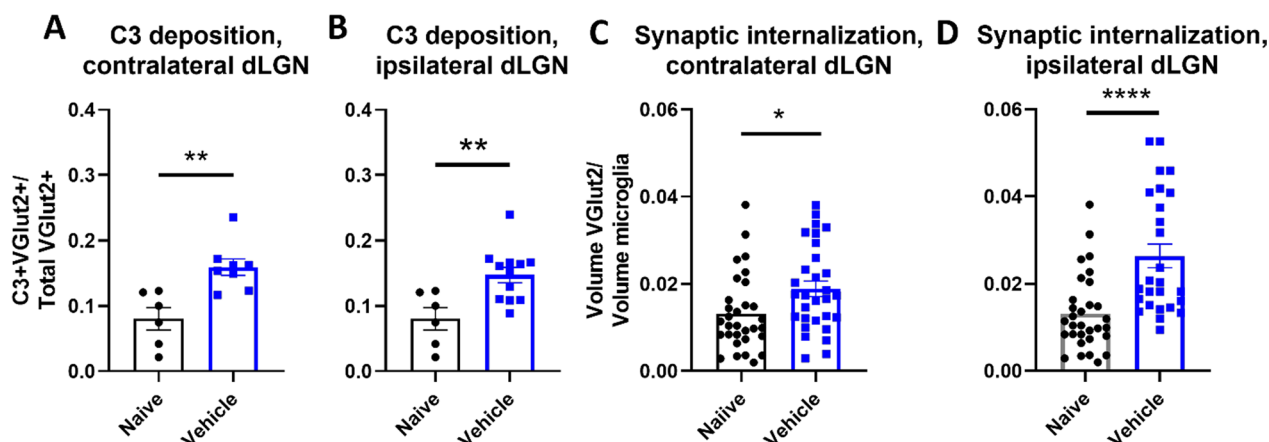 A
C3 deposition,
contralateral dLGN
C3+VGlut2+/
Total VGlut2+
0.4
0.3
0.2
0.1
0.0
**
Naive
Vehicle
B
C3 deposition,
ipsilateral dLGN
0.4
0.3
0.2
0.1
0.0
**
Naive
Vehicle
C
Synaptic internalization,
contralateral dLGN
Volume VGlut2/
Volume microglia
0.06
0.04
0.02
0.00
*
Naive
Vehicle
D
Synaptic internalization,
ipsilateral dLGN
0.06
0.04
0.02
0.00
****
Naive
Vehicle